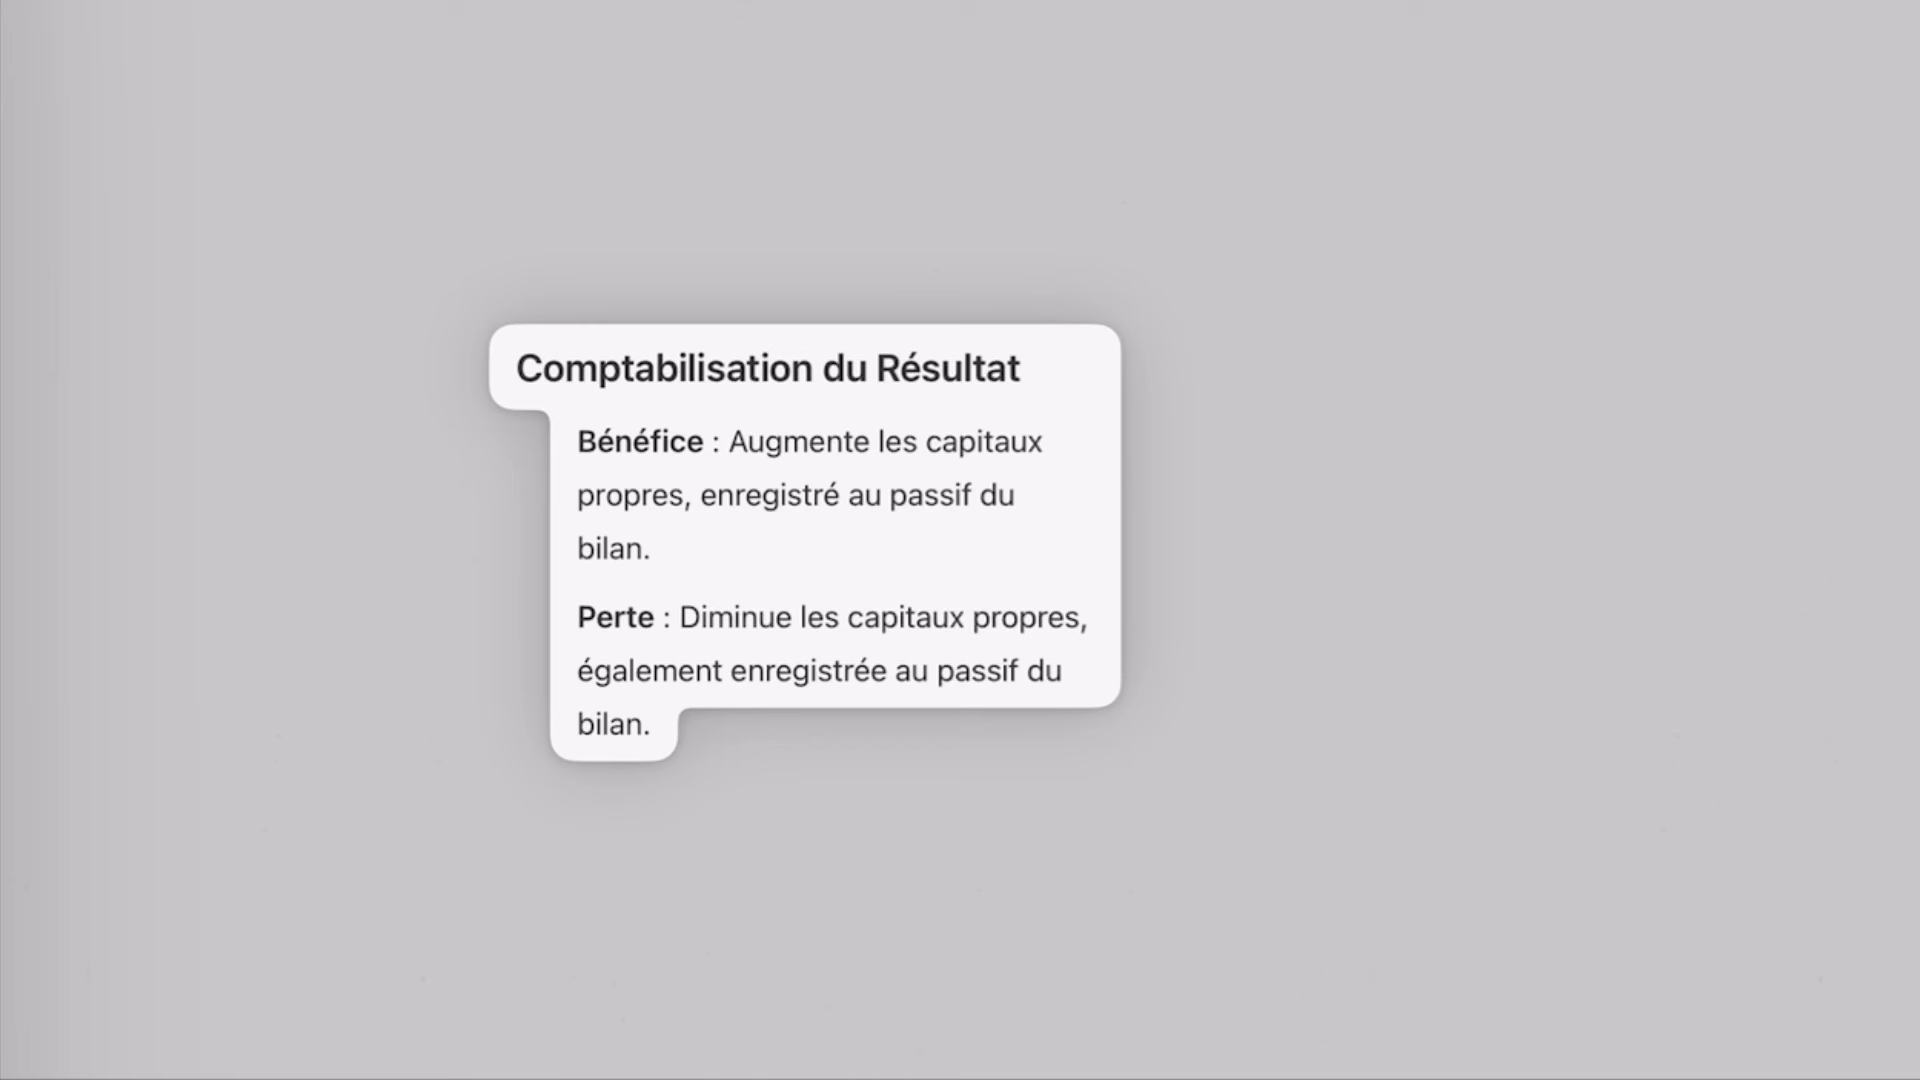 Comptabilisation du Résultat
Bénéfice : Augmente les capitaux
propres, enregistré au passif du
bilan.
Perte : Diminue les capitaux propres,
également enregistrée au passif du
bilan.